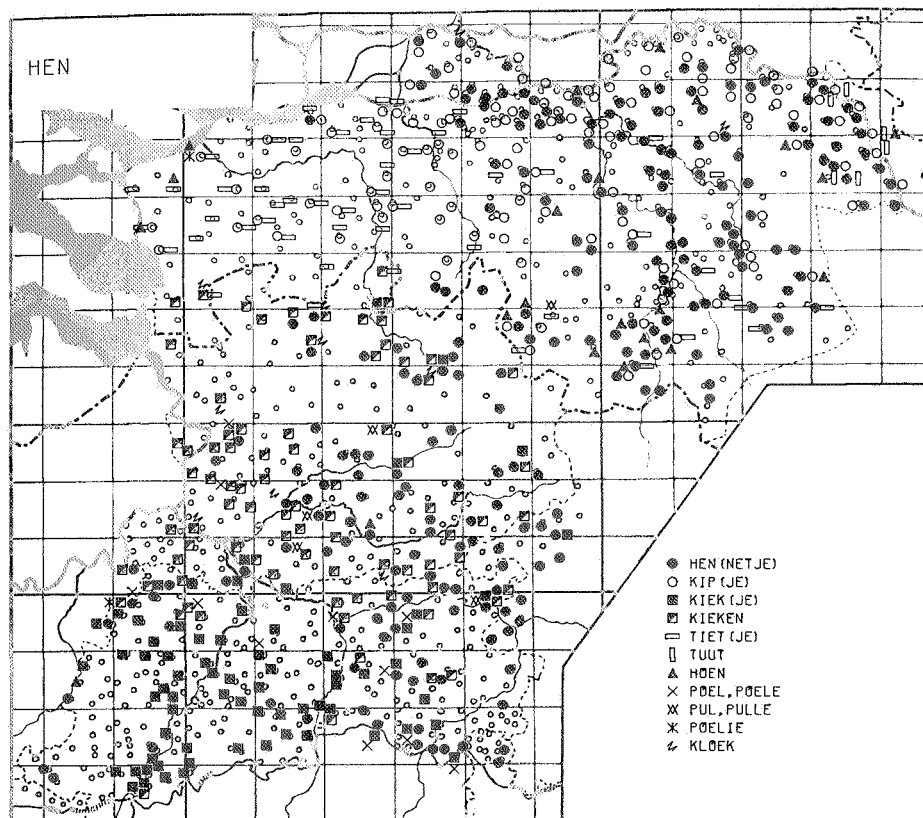 HEN
HEN (NETJE)
KIP (JE)
KIEK (JE)
KIEKEN
TIET (JE)
TUUT
HOEN
POEL, POELE
PUL, PULLE
POELIE
KLOEK